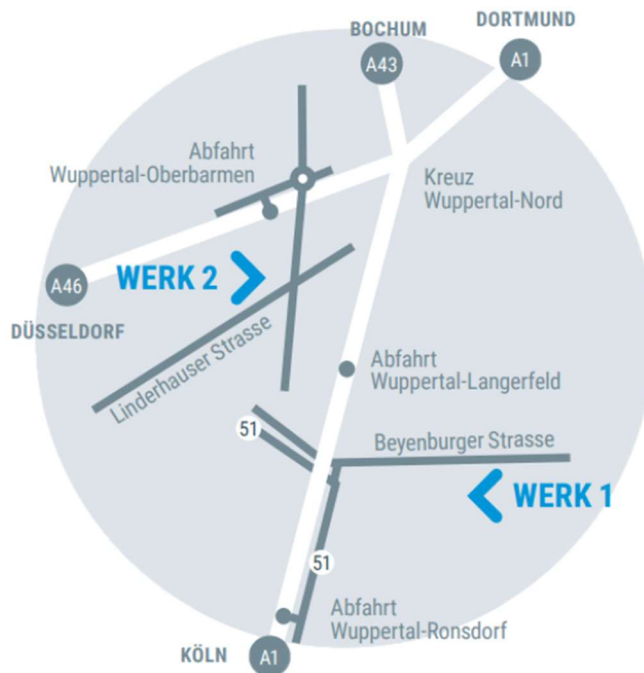 DORTMUND
BOCHUM
A43
A1
Abfahrt
Wuppertal-Oberbarmen
Kreuz
Wuppertal-Nord
A46
WERK 2
DÜSSELDORF
Linderhauser Strasse
Abfahrt
Wuppertal-Langerfeld
51
Beyenburger Strasse
WERK 1
51
Abfahrt
Wuppertal-Ronsdorf
KÖLN
A1